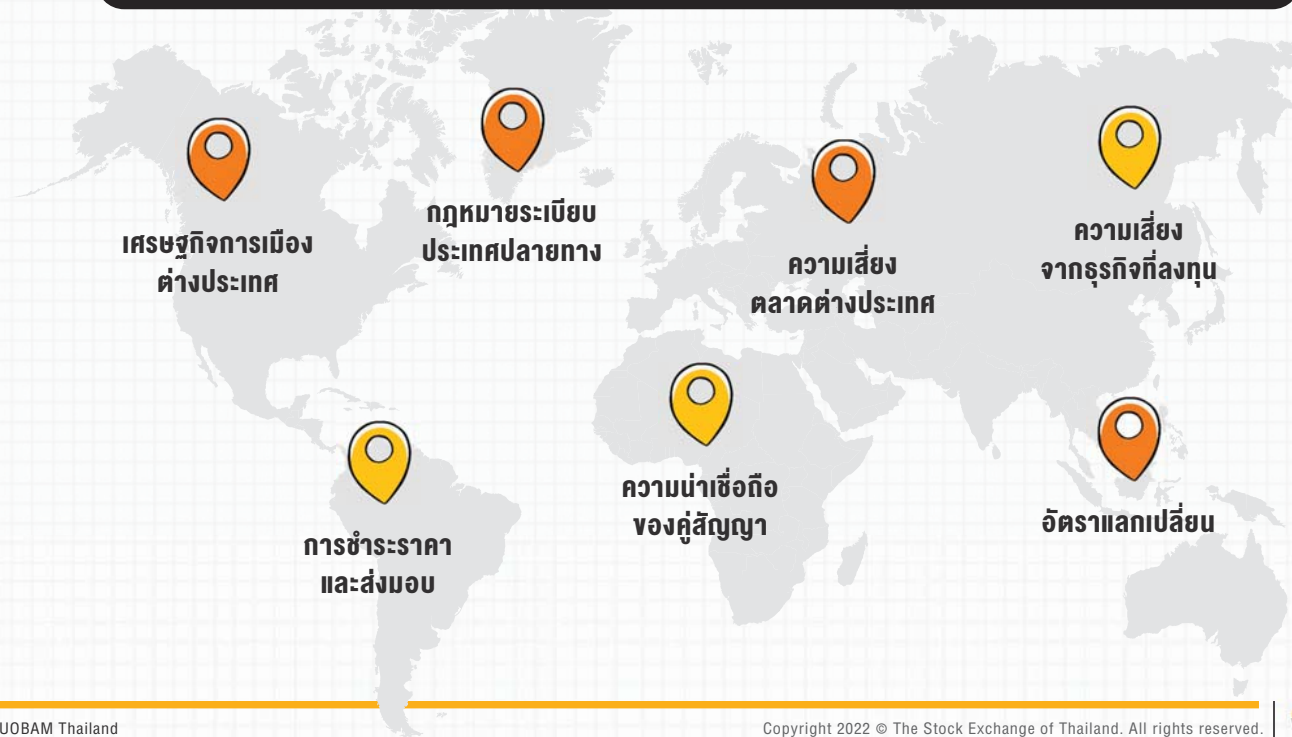 เศรษฐกิจการเมือง
ต่างประเทศ
กฎหมายระเบียบ
ประเทศปลายทาง
ความเสี่ยง
ตลาดต่างประเทศ
ความเสี่ยง
จากธุรกิจที่ลงทุน
การชำระราคา
และส่งมอบ
ความน่าเชื่อถือ
ของคู่สัญญา
อัตราแลกเปลี่ยน
UOBAM Thailand
Copyright 2022 © The Stock Exchange of Thailand. All rights reserved.